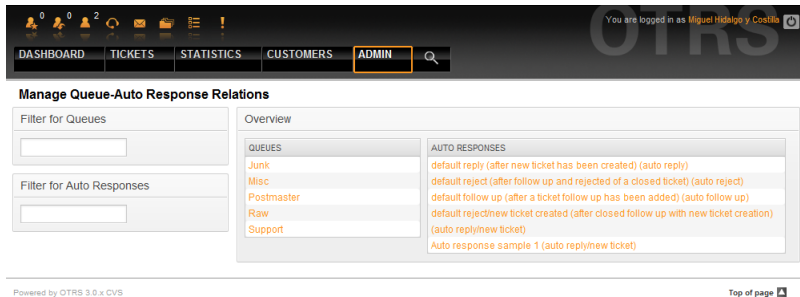 0 0 2
You are logged in as Miguel Hidalgo y Costilla
OTRS
DASHBOARD TICKETS STATISTICS CUSTOMERS ADMIN
Manage Queue-Auto Response Relations
Filter for Queues
Filter for Auto Responses
Overview
QUEUES
Junk
Misc
Postmaster
Raw
Support
AUTO RESPONSES
default reply (after new ticket has been created) (auto reply)
default reject (after follow up and rejected of a closed ticket) (auto reject)
default follow up (after a ticket follow up has been added) (auto follow up)
default reject/new ticket created (after closed follow up with new ticket creation)
(auto reply/new ticket)
Auto response sample 1 (auto reply/new ticket)
Powered by OTRS 3.0.x CVS
Top of page